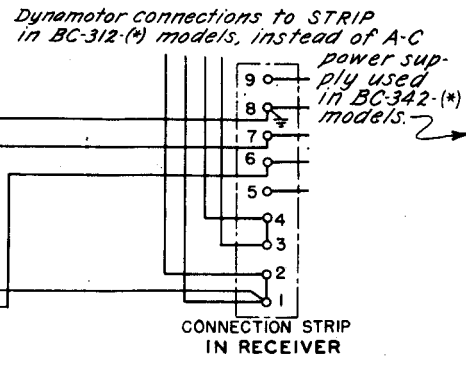 Dynamotor connections to STRIP
in BC-312-(*) models, instead of A-C
power sup-
ply used
in BC-342-(*)
models.
9
8
7
6
5
4
3
2
1
CONNECTION STRIP
IN RECEIVER